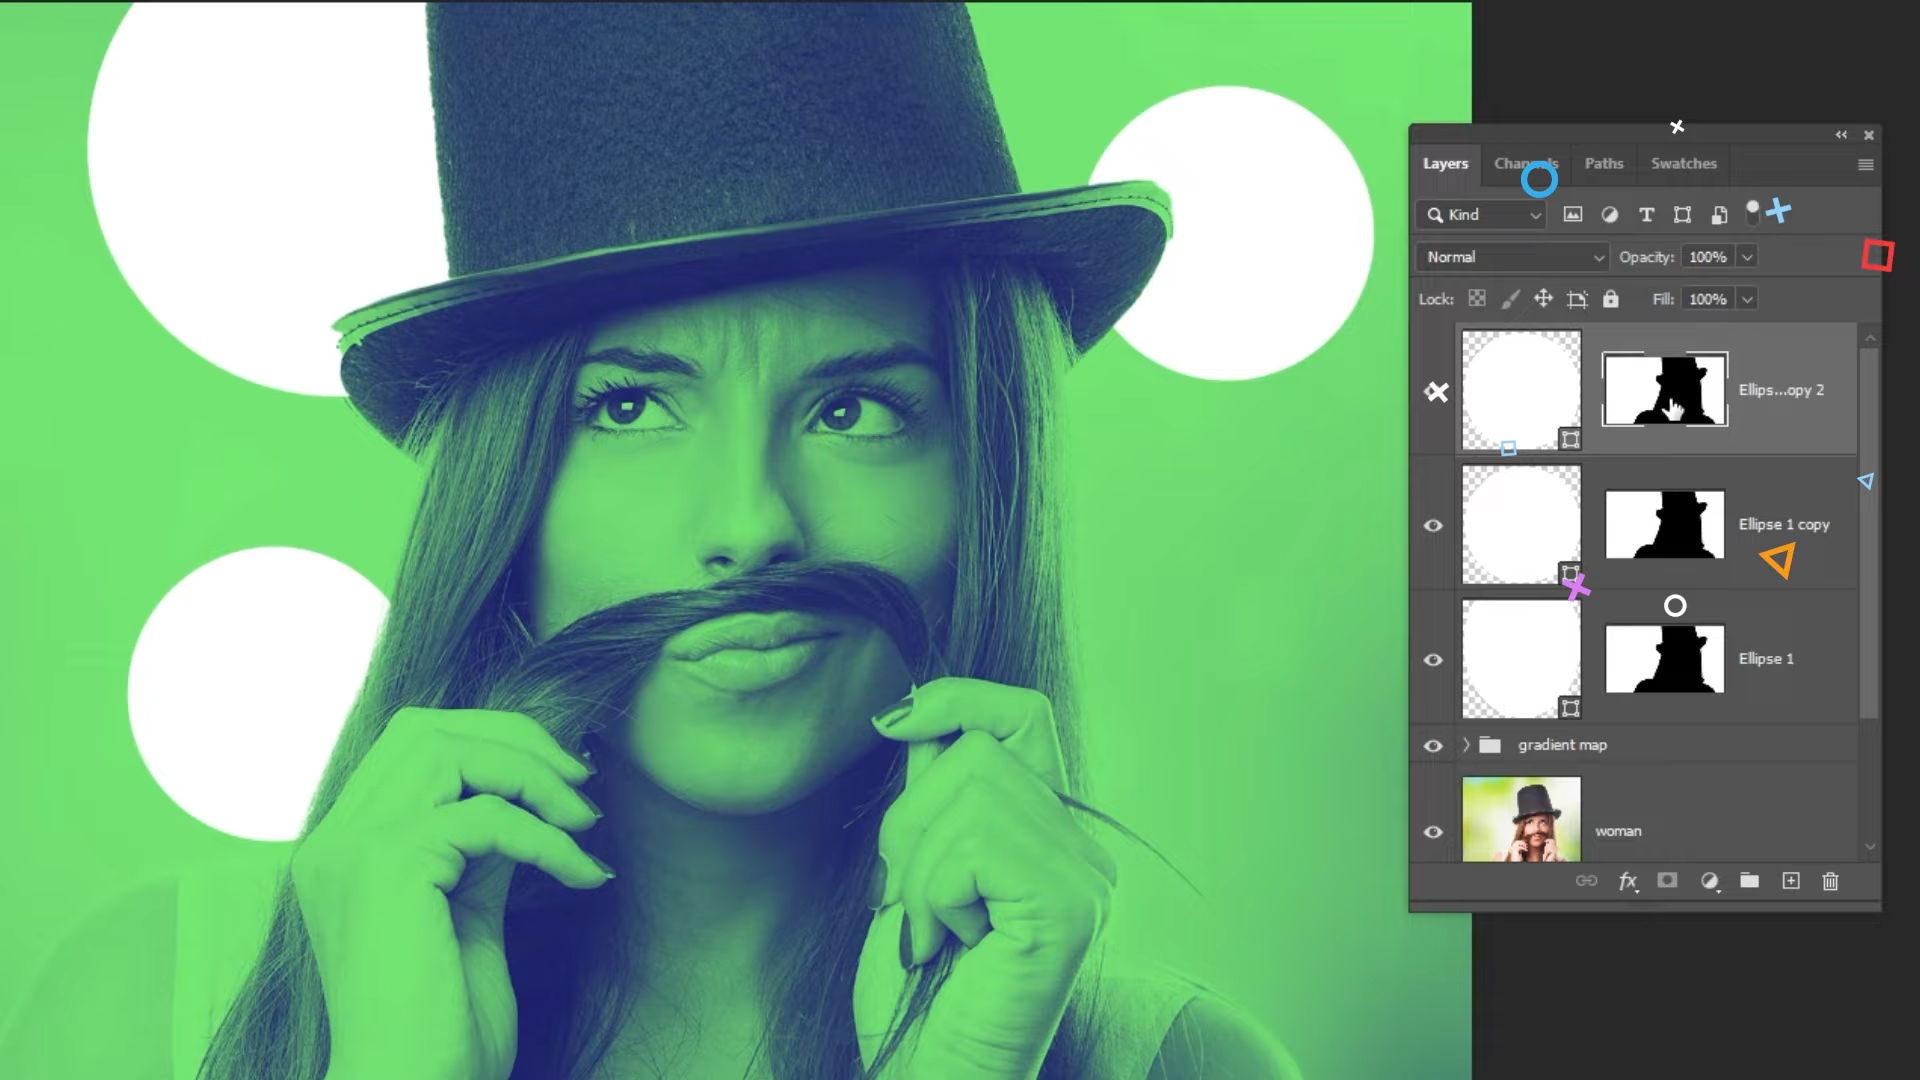 Layers Channels Paths Swatches
Kind
Normal Opacity: 100%
Lock: Fill: 100%
Ellips...opy 2
Ellipse 1 copy
Ellipse 1
gradient map
woman
fx